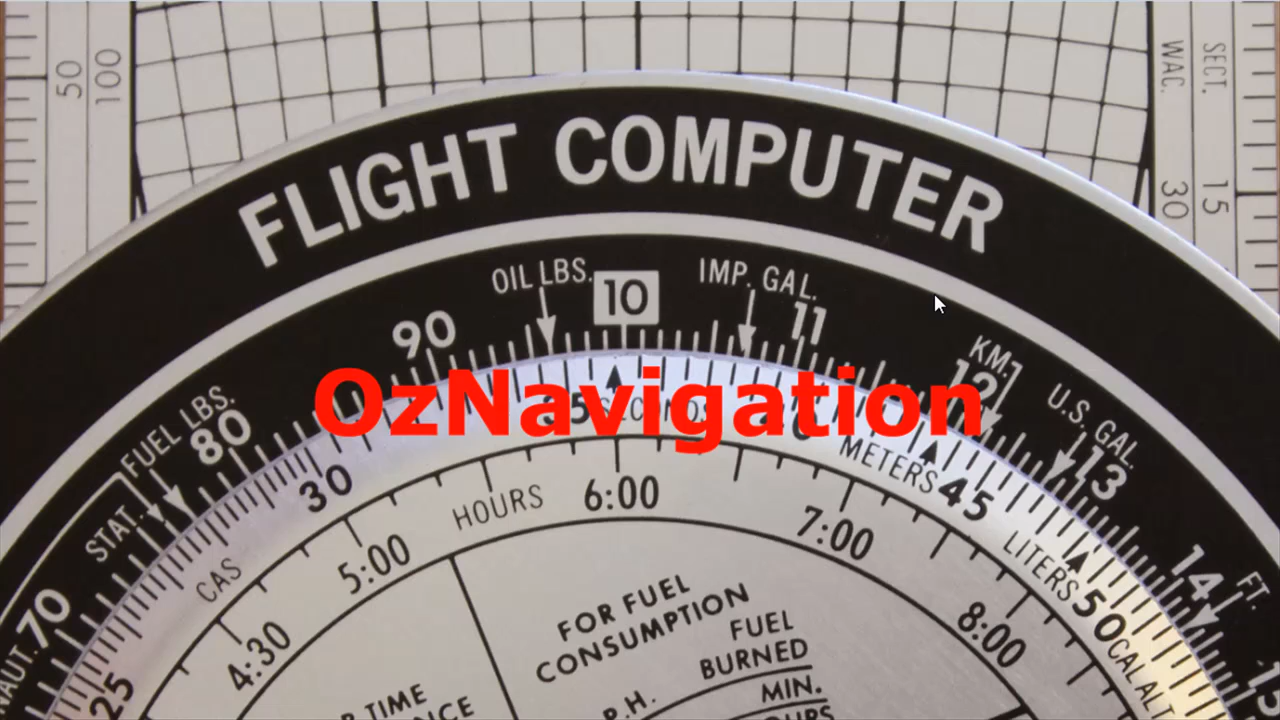 50
100
WAC.
30
SECT.
15
FLIGHT COMPUTER
OIL LBS.
10
IMP. GAL.
11
90
KM.
12
U.S. GAL.
13
FUEL LBS.
80
STAT.
NAUT.
70
14
FT.
OzNavigation
SECONDS
METERS
45
30
LITERS
50
CAL ALT
CAS
25
HOURS
6:00
7:00
8:00
5:00
4:30
FOR FUEL
CONSUMPTION
FUEL
BURNED
P.H.
MIN.
TIME